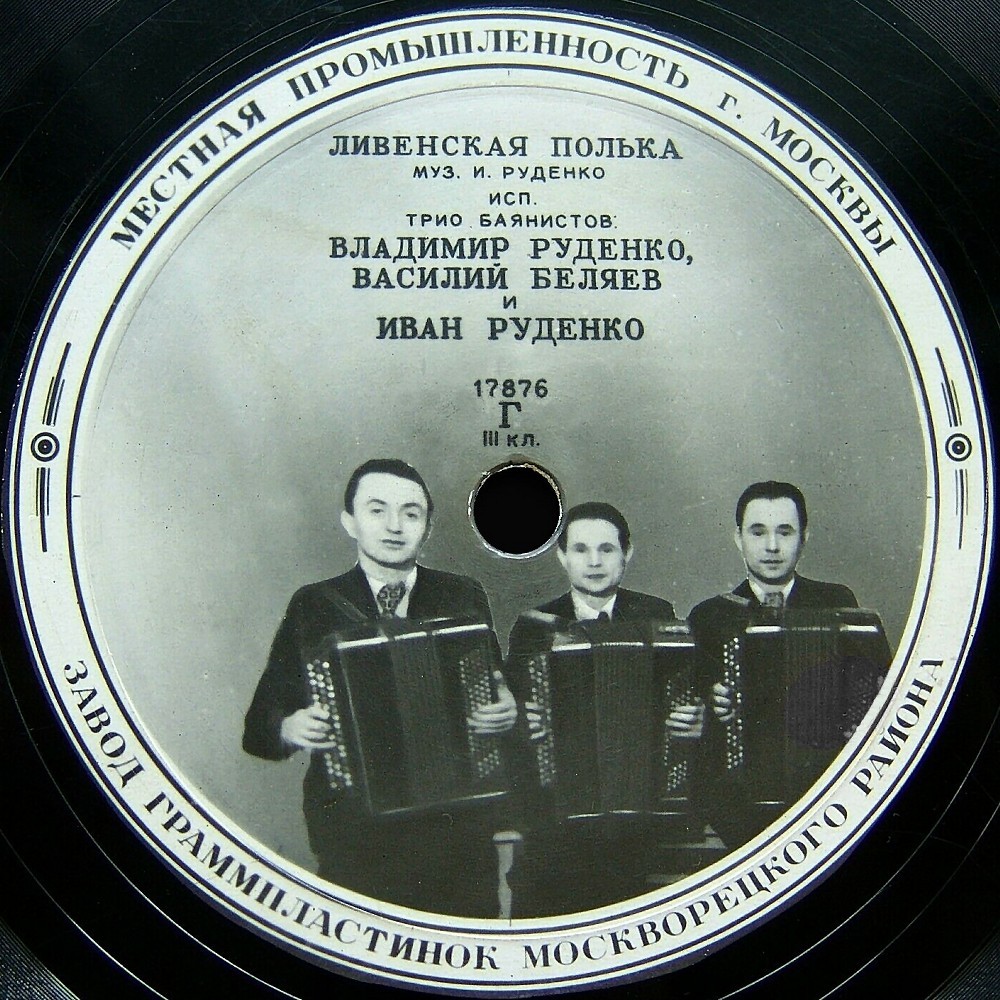 МЕСТНАЯ ПРОМЫШЛЕННОСТЬ г. МОСКВЫ
ЛИВЕНСКАЯ ПОЛЬКА
МУЗ. И. РУДЕНКО
ИСП.
ТРИО БАЯНИСТОВ:
ВЛАДИМИР РУДЕНКО,
ВАСИЛИЙ БЕЛЯЕВ
И
ИВАН РУДЕНКО
17876
Г
III КЛ.
ЗАВОД ГРАММПЛАСТИНОК МОСКВОРЕЦКОГО РАЙОНА